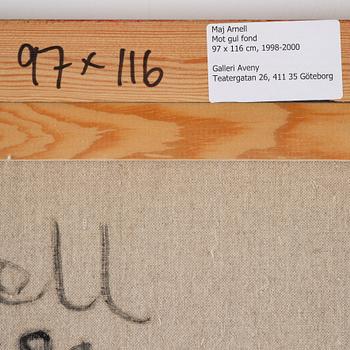 Maj Arnell
Mot gul fond
97 x 116 cm, 1998-2000
Galleri Aveny
Teatergatan 26, 411 35 Göteborg
97 x 116
ell